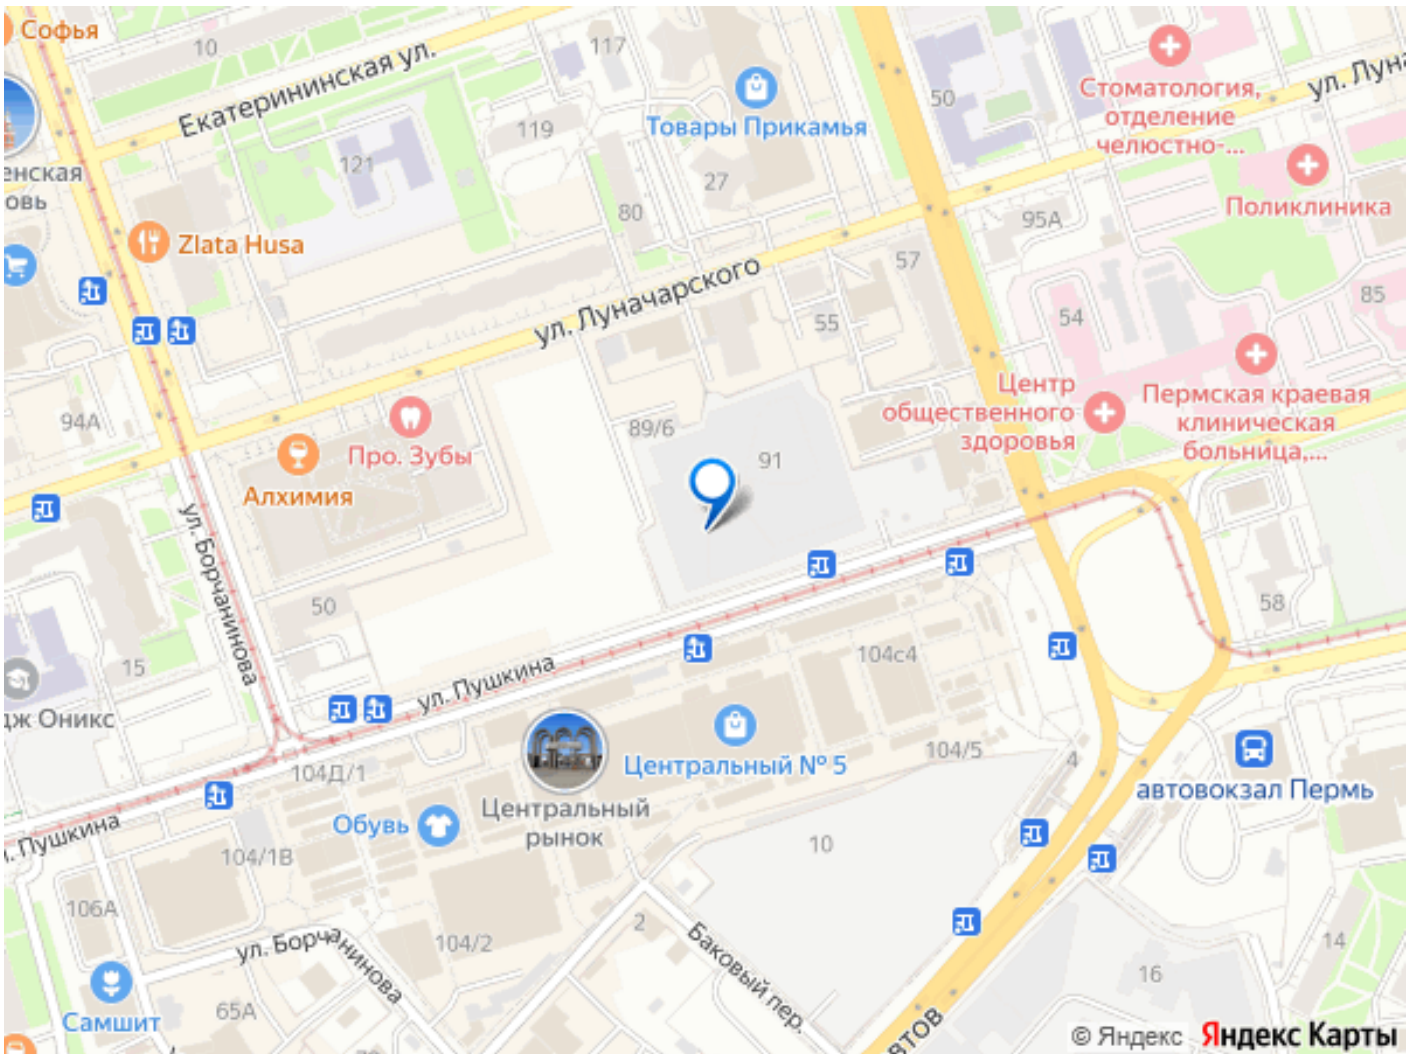 Софья
10
Екатерининская ул.
117
Товары Прикамья
50
Стоматология,
отделение
челюстно-...
ул. Луна
119
121
енская
овь
27
80
95А
Поликлиника
Zlata Husa
57
ул. Луначарского
85
55
54
94А
89/6
Центр
общественного
здоровья
Пермская краевая
клиническая
больница,...
Про. Зубы
91
Алхимия
ул. Борчанинова
50
58
15
104с4
ул. Пушкина
дж Оникс
104/5
4
Центральный № 5
104Д/1
автовокзал Пермь
Центральный
рынок
Обувь
л. Пушкина
104/1В
10
106А
2
104/2
ул. Борчанинова
Баковый пер.
14
16
65А
Самшит
втов
© Яндекс Яндекс Карты